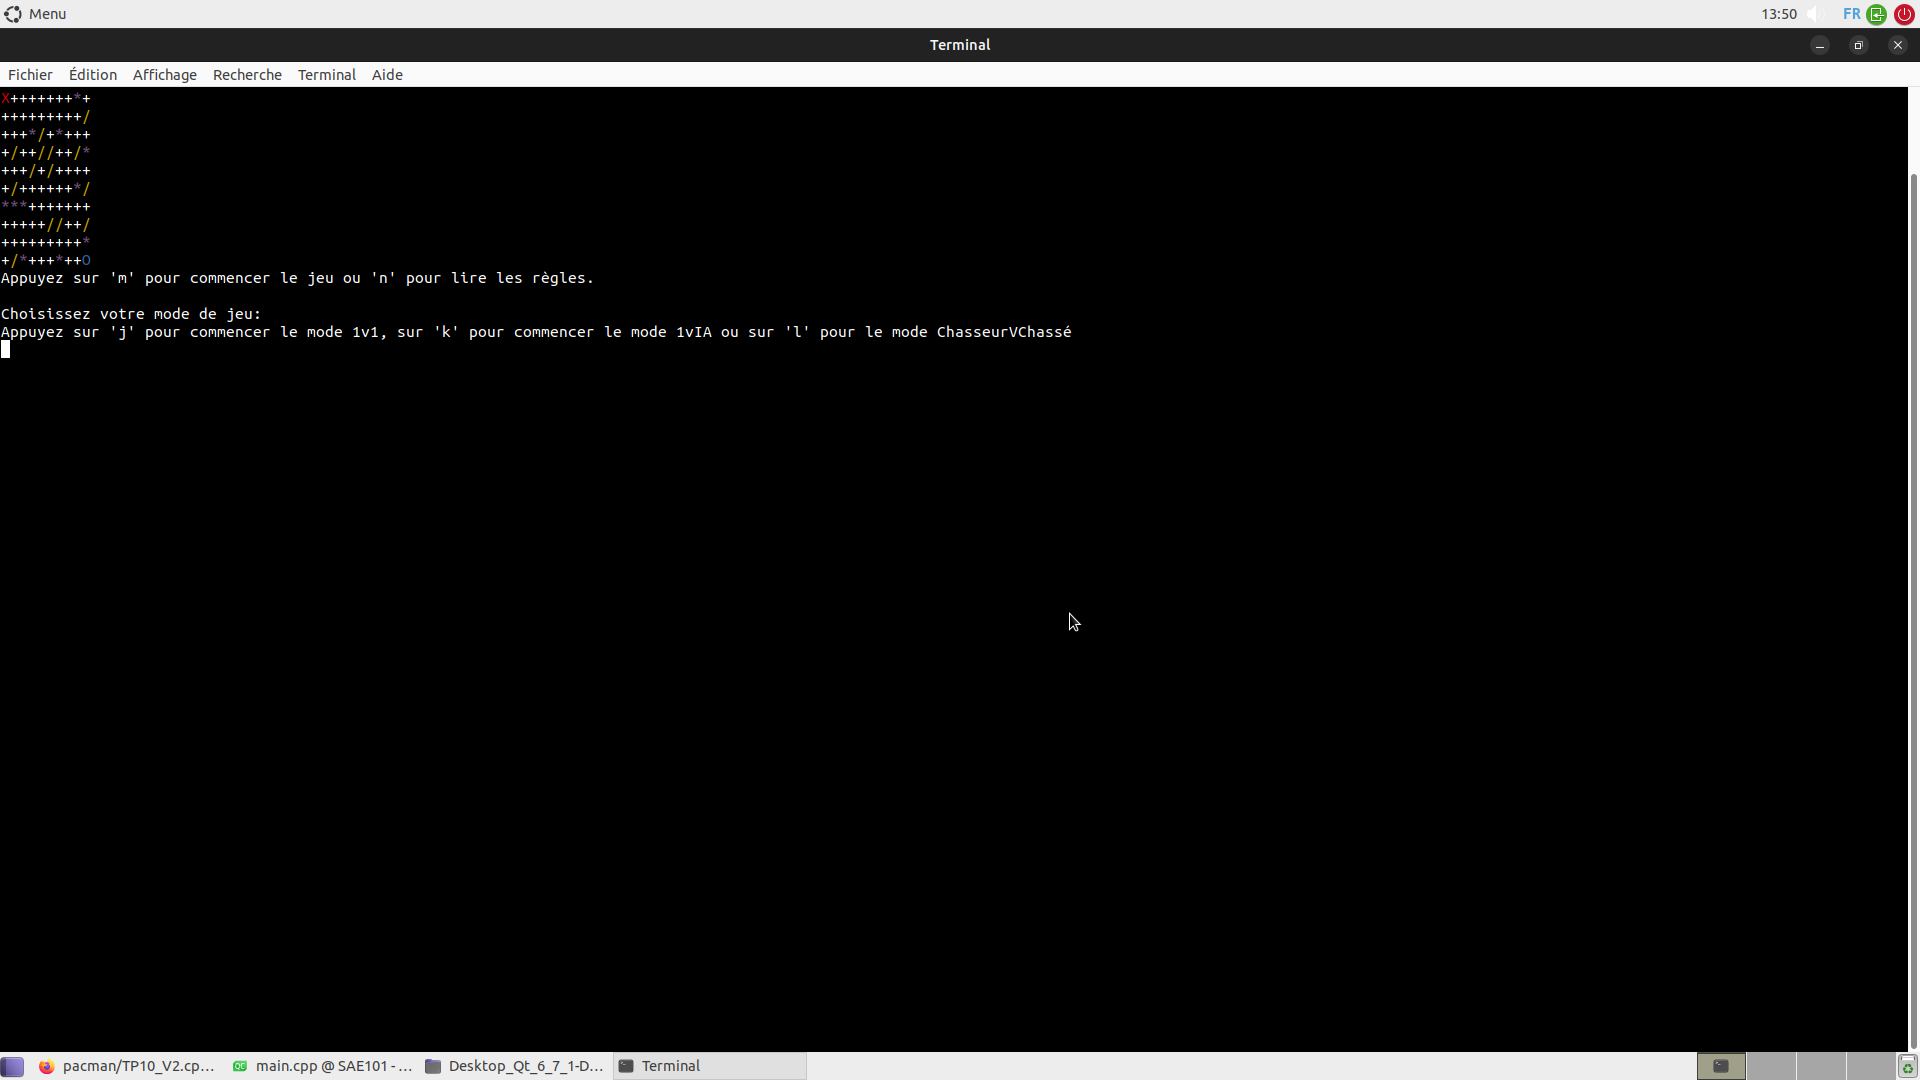 Menu
13:50 FR
Terminal
Fichier Édition Affichage Recherche Terminal Aide
X+++++++*+
+++++++++/
+++*/+*+++
+/++//++/*
+++/+/++++
+/++++++*/
***+++++++
+++++//++/
+++++++++*
+/*+++*++O
Appuyez sur 'm' pour commencer le jeu ou 'n' pour lire les règles.
Choisissez votre mode de jeu:
Appuyez sur 'j' pour commencer le mode 1v1, sur 'k' pour commencer le mode 1vIA ou sur 'l' pour le mode ChasseurVChassé
pacman/TP10_V2.cp... main.cpp @ SAE101 - ... Desktop_Qt_6_7_1-D... Terminal